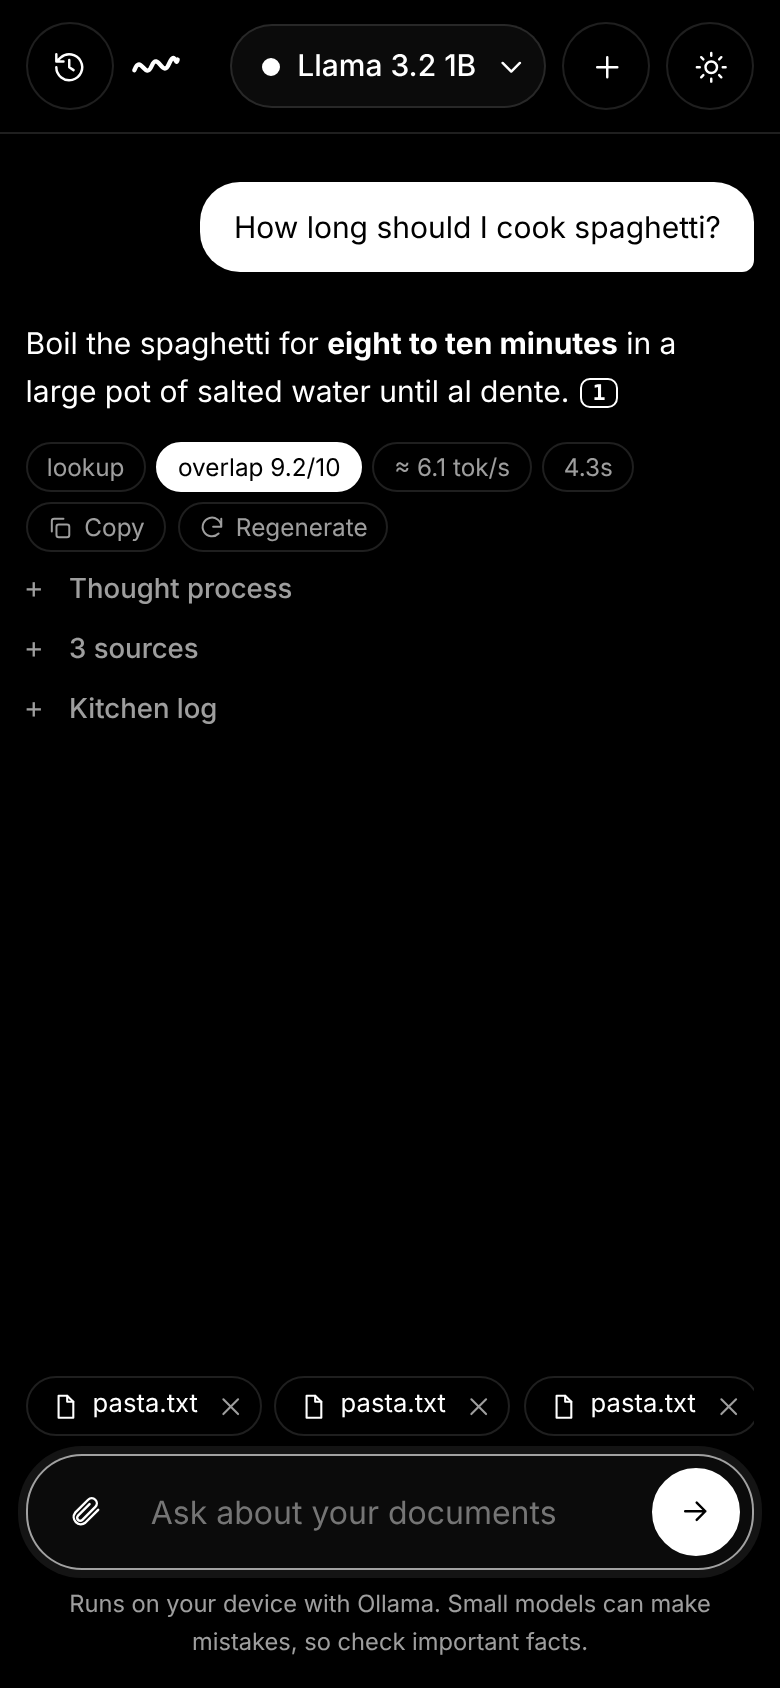 Llama 3.2 1B
How long should I cook spaghetti?
Boil the spaghetti for eight to ten minutes in a
large pot of salted water until al dente. 1
lookup overlap 9.2/10 ≈ 6.1 tok/s 4.3s
Copy Regenerate
+ Thought process
+ 3 sources
+ Kitchen log
pasta.txt pasta.txt pasta.txt
Ask about your documents
Runs on your device with Ollama. Small models can make
mistakes, so check important facts.